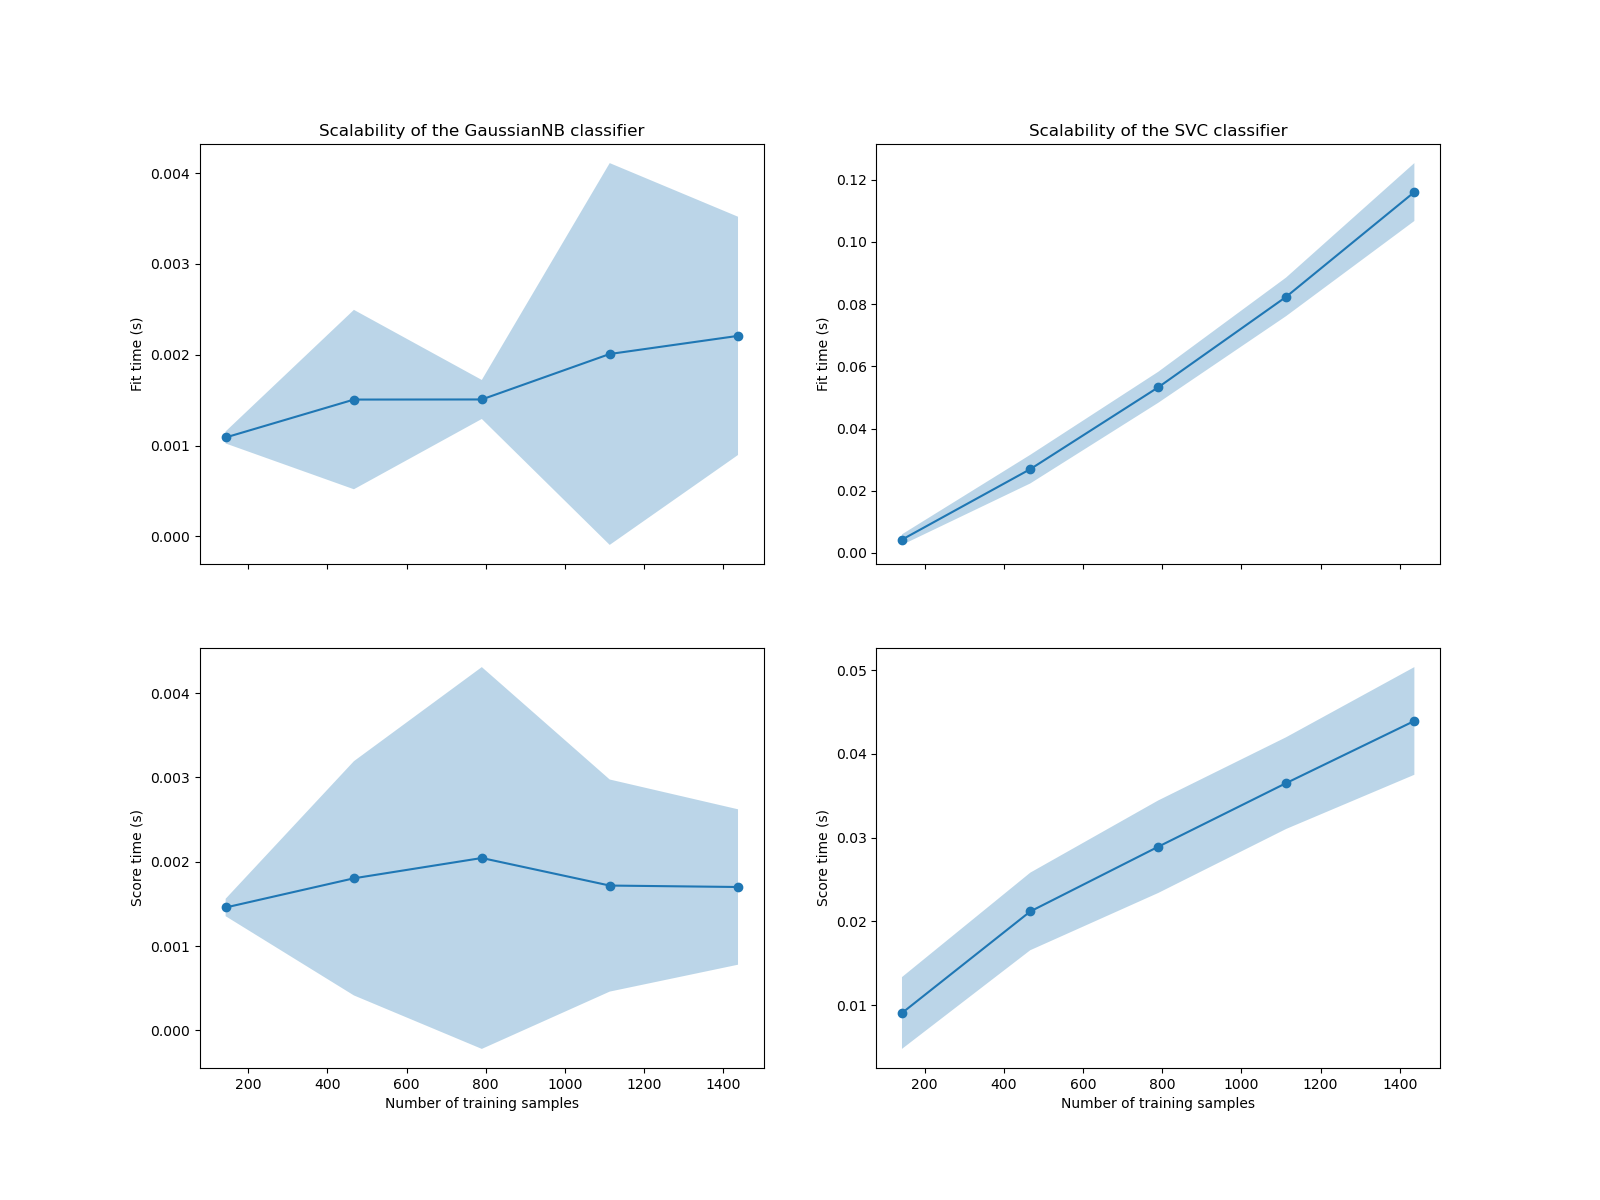 Scalability of the GaussianNB classifier
0.004
0.003
0.002
0.001
0.000
Fit time (s)
Scalability of the SVC classifier
0.12
0.10
0.08
0.06
0.04
0.02
0.00
Fit time (s)
0.004
0.003
0.002
0.001
0.000
Score time (s)
200 400 600 800 1000 1200 1400
Number of training samples
0.05
0.04
0.03
0.02
0.01
Score time (s)
200 400 600 800 1000 1200 1400
Number of training samples